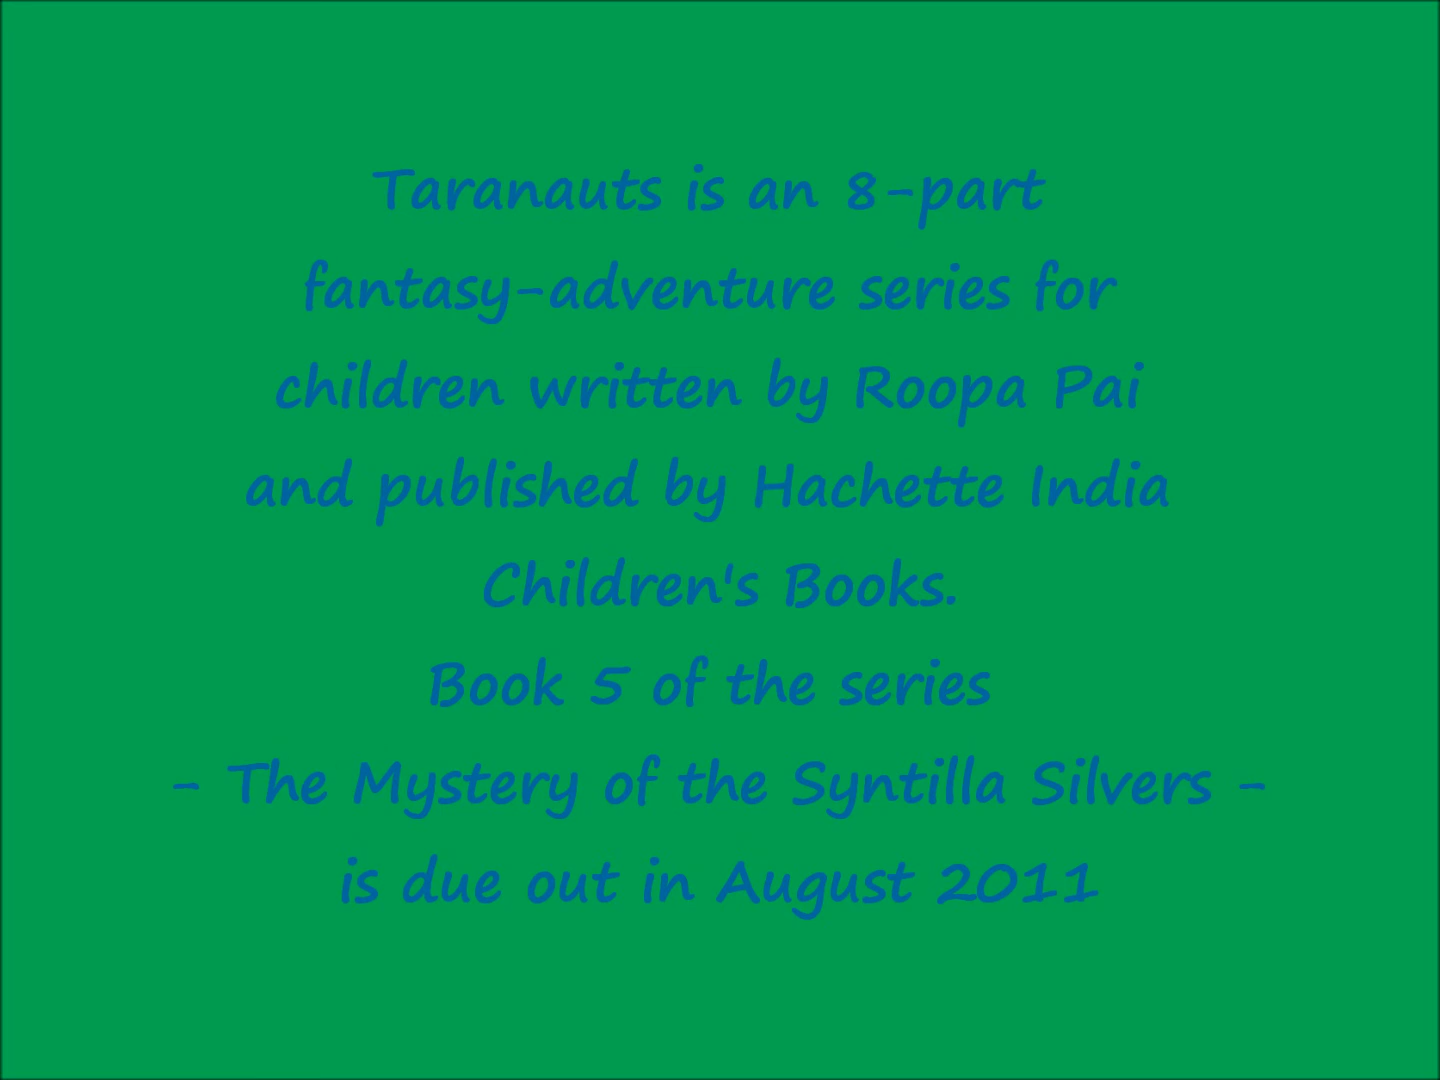 Taranauts is an 8-part
fantasy-adventure series for
children written by Roopa Pai
and published by Hachette India
Children's Books.
Book 5 of the series
- The Mystery of the Syntilla Silvers -
is due out in August 2011